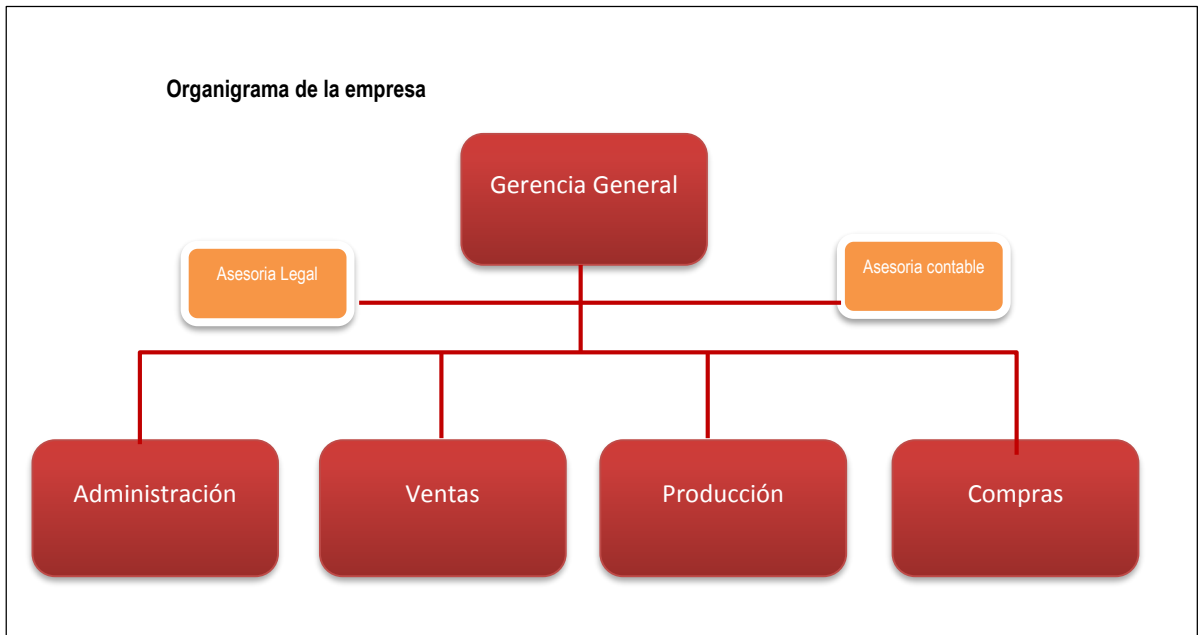 Organigrama de la empresa
Gerencia General
Asesoria Legal
Asesoria contable
Administración
Ventas
Producción
Compras